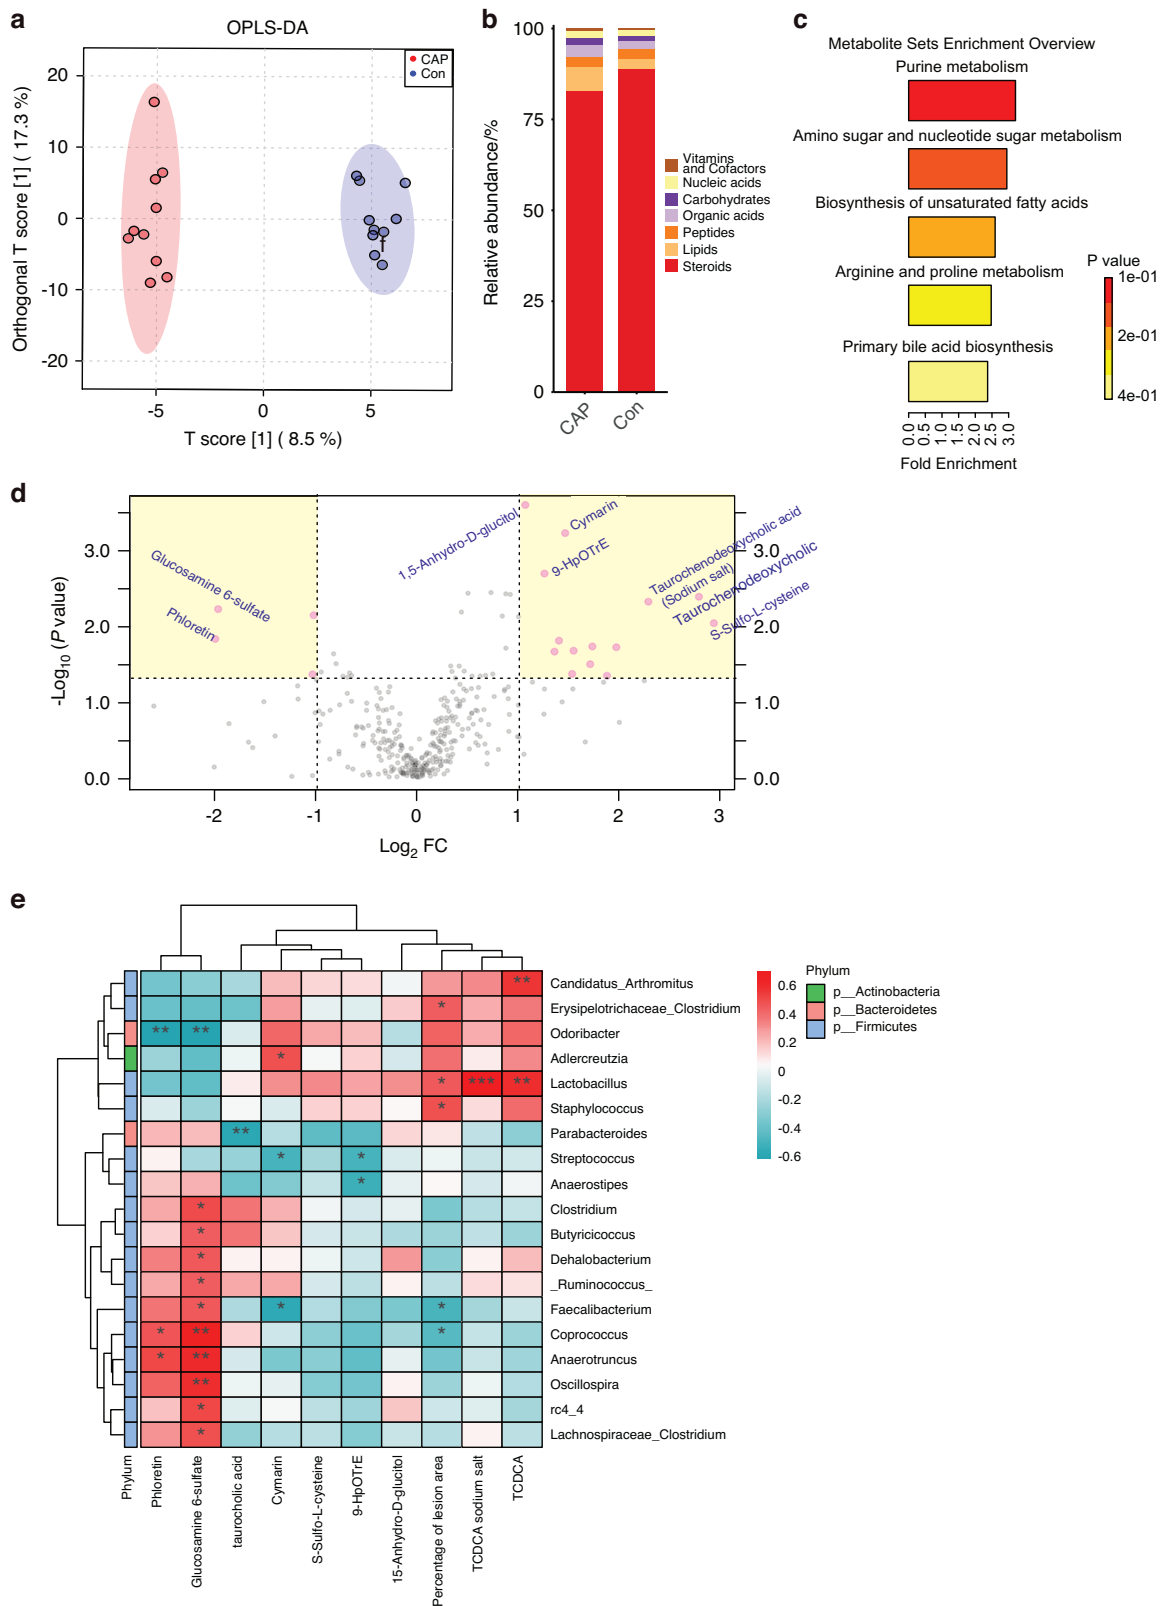 a
OPLS-DA
CAP
Con
20
10
0
-10
-20
-5
0
5
Orthogonal T score [1] ( 17.3 %)
T score [1] ( 8.5 %)
†
b
100
75
50
25
0
Relative abundance/%
CAP
Con
Vitamins
and Cofactors
Nucleic acids
Carbohydrates
Organic acids
Peptides
Lipids
Steroids
c
Metabolite Sets Enrichment Overview
Purine metabolism
Amino sugar and nucleotide sugar metabolism
Biosynthesis of unsaturated fatty acids
Arginine and proline metabolism
Primary bile acid biosynthesis
0.0
0.5
1.0
1.5
2.0
2.5
3.0
Fold Enrichment
P value
1e-01
2e-01
4e-01
d
3.0
2.0
1.0
0.0
-Log10 (P value)
Glucosamine 6-sulfate
Phloretin
1,5-Anhydro-D-glucitol
Cymarin
9-HpOTrE
Taurochenodeoxycholic acid
(Sodium salt)
Taurochenodeoxycholic
S-Sulfo-L-cysteine
3.0
2.0
1.0
0.0
-2
-1
0
1
2
3
Log2 FC
e
** Candidatus_Arthromitus
* Erysipelotrichaceae_Clostridium
** ** Odoribacter
* Adlercreutzia
* *** ** Lactobacillus
* Staphylococcus
** Parabacteroides
* * Streptococcus
* Anaerostipes
* Clostridium
* Butyricicoccus
* Dehalobacterium
* _Ruminococcus_
* * * Faecalibacterium
* ** * Coprococcus
* ** Anaerotruncus
** Oscillospira
* rc4_4
* Lachnospiraceae_Clostridium
Phylum
Phloretin
Glucosamine 6-sulfate
taurocholic acid
Cymarin
S-Sulfo-L-cysteine
9-HpOTrE
15-Anhydro-D-glucitol
Percentage of lesion area
TCDCA sodium salt
TCDCA
0.6
0.4
0.2
0
-0.2
-0.4
-0.6
Phylum
p__Actinobacteria
p__Bacteroidetes
p__Firmicutes